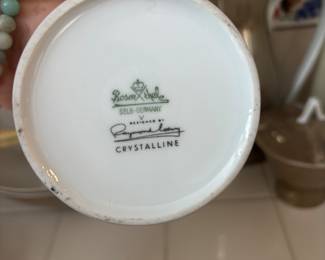 Rosenthal
SELB-GERMANY
V
DESIGNED BY
Raymond Loewy
CRYSTALLINE